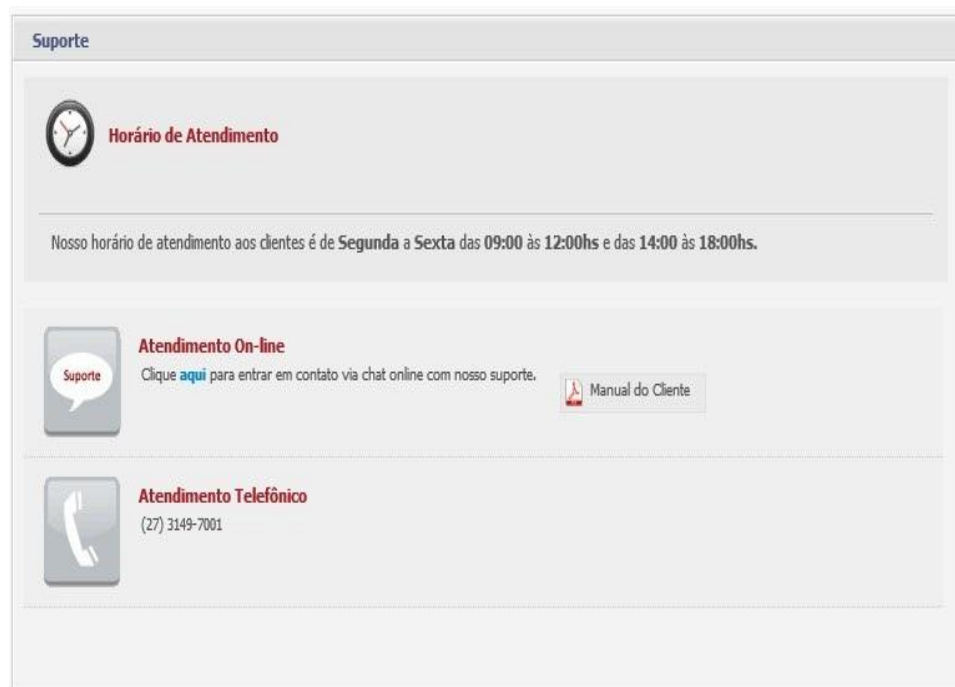 Suporte
Horário de Atendimento
Nosso horário de atendimento aos clientes é de Segunda a Sexta das 09:00 às 12:00hs e das 14:00 às 18:00hs.
Atendimento On-line
Suporte
Clique aqui para entrar em contato via chat online com nosso suporte.
Manual do Cliente
Atendimento Telefônico
(27) 3149-7001